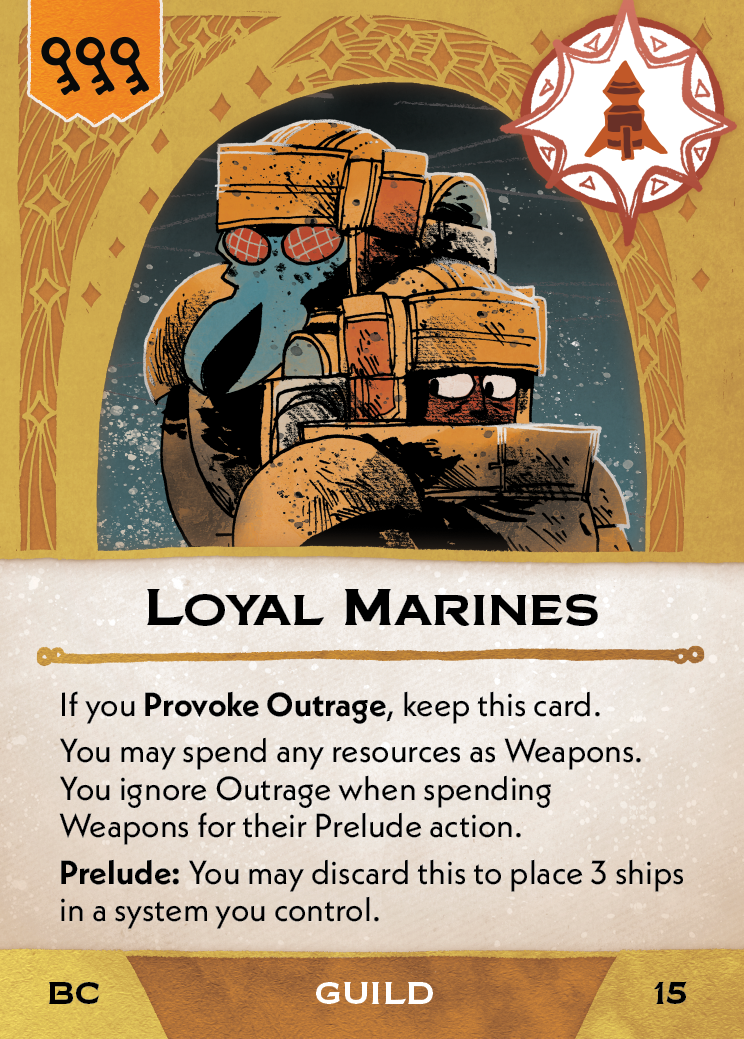 Loyal Marines
If you Provoke Outrage, keep this card.
You may spend any resources as Weapons.
You ignore Outrage when spending
Weapons for their Prelude action.
Prelude: You may discard this to place 3 ships
in a system you control.
BC GUILD 15